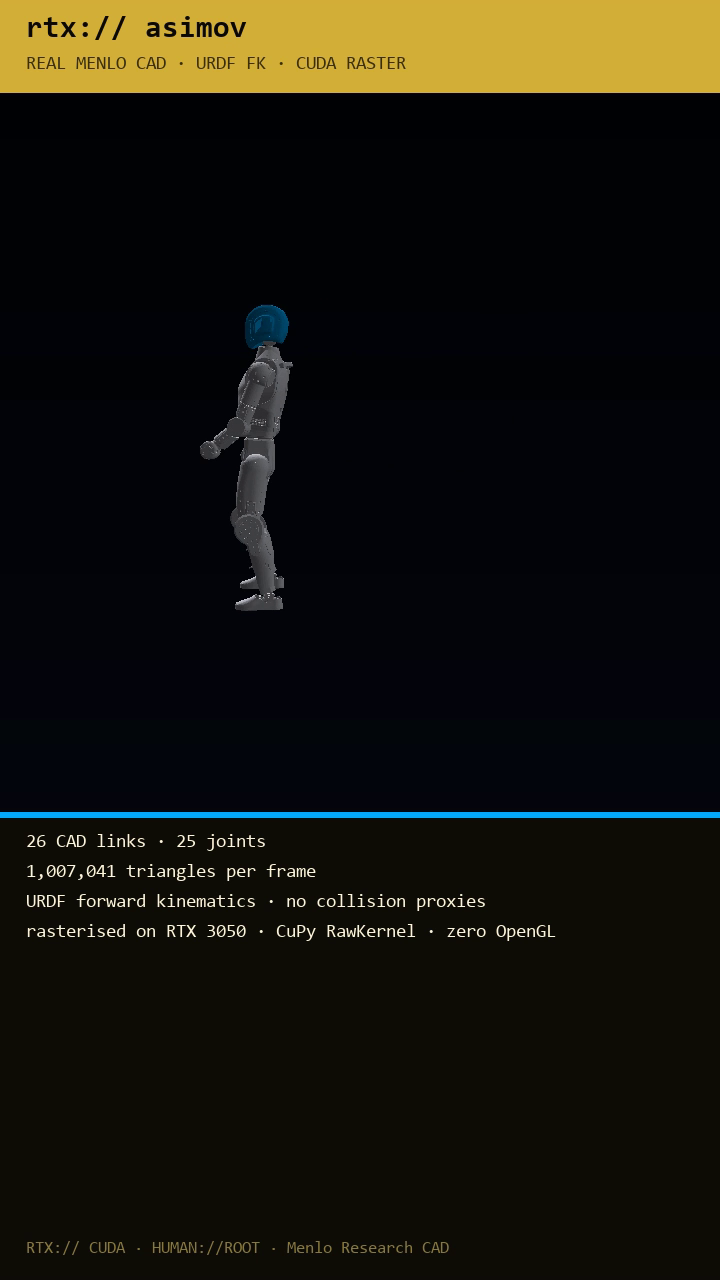 rtx:// asimov
REAL MENLO CAD · URDF FK · CUDA RASTER
26 CAD links · 25 joints
1,007,041 triangles per frame
URDF forward kinematics · no collision proxies
rasterised on RTX 3050 · CuPy RawKernel · zero OpenGL
RTX:// CUDA · HUMAN://ROOT · Menlo Research CAD